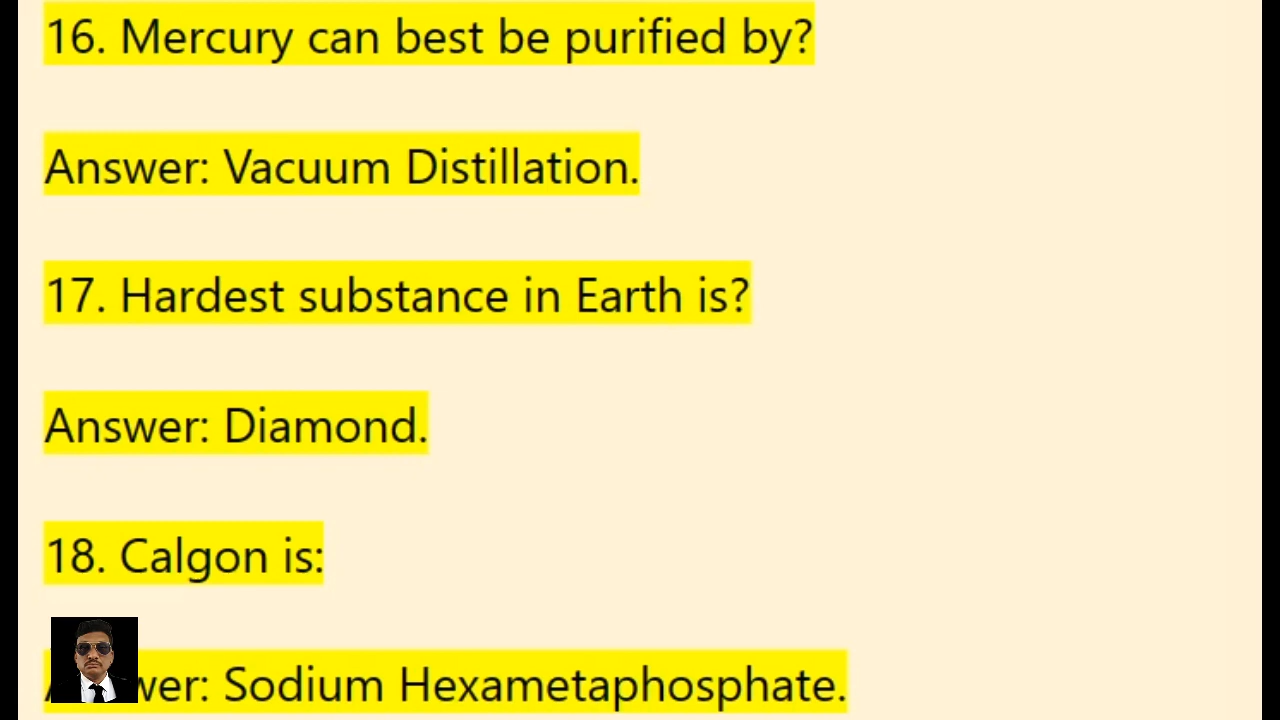 16. Mercury can best be purified by?
Answer: Vacuum Distillation.
17. Hardest substance in Earth is?
Answer: Diamond.
18. Calgon is:
wer: Sodium Hexametaphosphate.